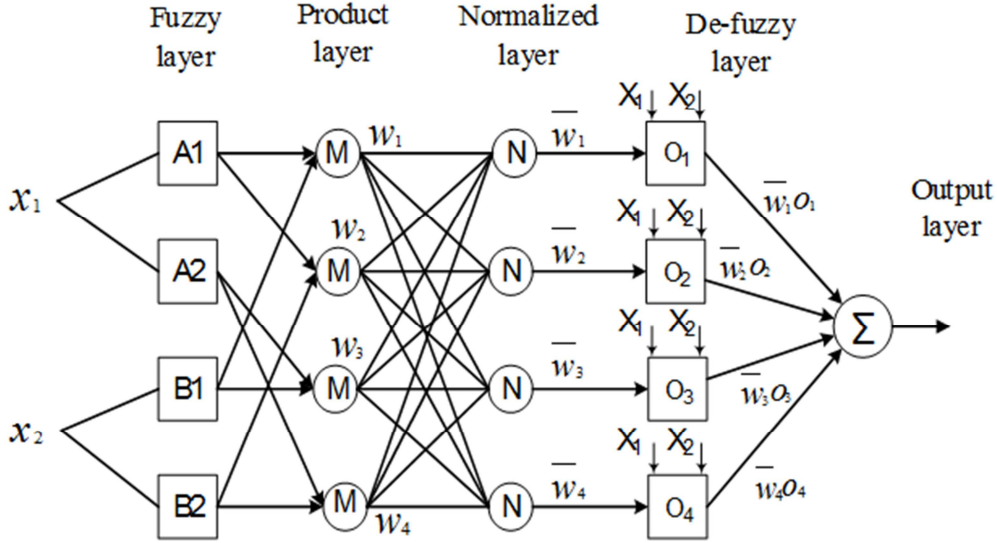 Fuzzy layer
Product layer
Normalized layer
De-fuzzy layer
Output layer
x₁
x₂
A1
A2
B1
B2
M
M
M
M
w₁
w₂
w₃
w₄
N
N
N
N
w̅₁
w̅₂
w̅₃
w̅₄
X₁ X₂
O₁
X₁ X₂
O₂
X₁ X₂
O₃
X₁ X₂
O₄
w̅₁o₁
w̅₂o₂
w̅₃o₃
w̅₄o₄
Σ